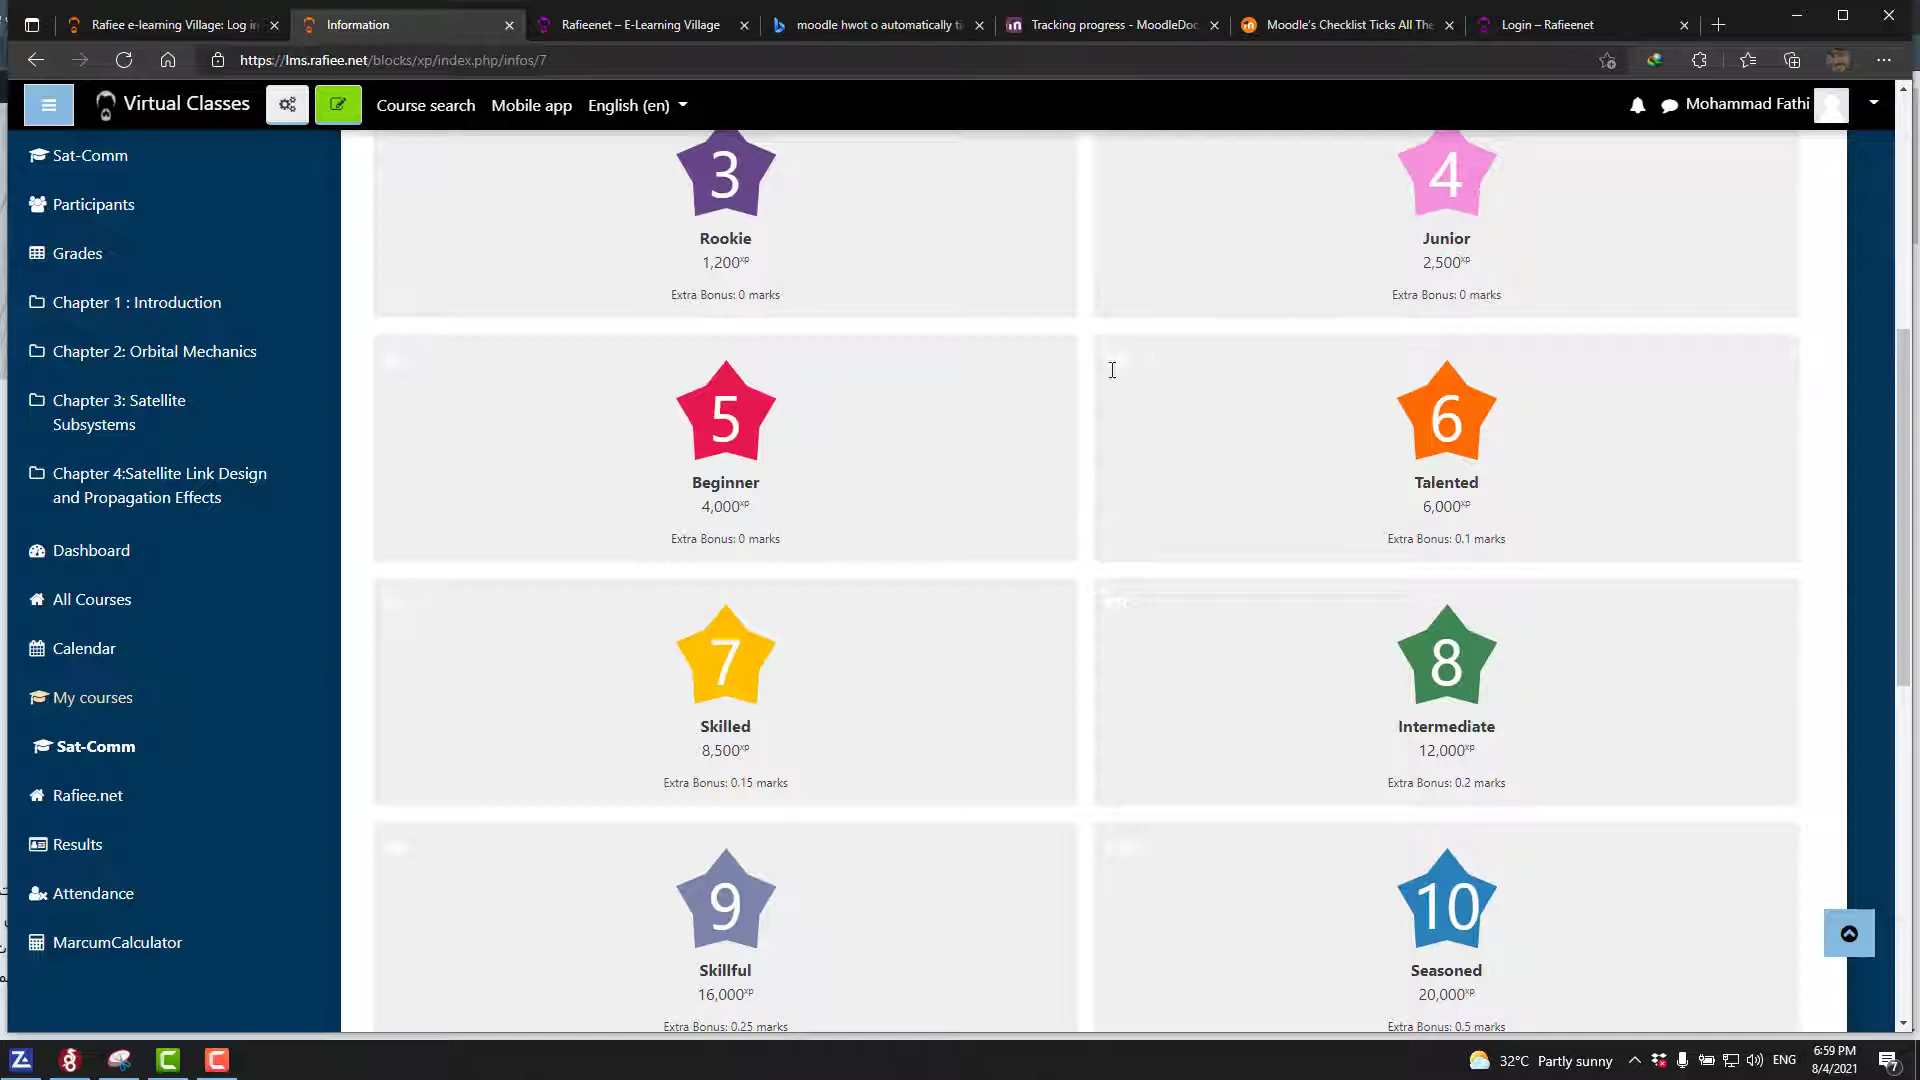 Rafiee e-learning Village: Log in
Information
Rafieenet – E-Learning Village
moodle hwot o automatically ti
Tracking progress - MoodleDoc
Moodle's Checklist Ticks All The
Login – Rafieenet
https://lms.rafiee.net/blocks/xp/index.php/infos/7
Virtual Classes
Course search
Mobile app
English (en)
Mohammad Fathi
Sat-Comm
Participants
Grades
Chapter 1 : Introduction
Chapter 2: Orbital Mechanics
Chapter 3: Satellite
Subsystems
Chapter 4:Satellite Link Design
and Propagation Effects
Dashboard
All Courses
Calendar
My courses
Sat-Comm
Rafiee.net
Results
Attendance
MarcumCalculator
3
Rookie
1,200xp
Extra Bonus: 0 marks
4
Junior
2,500xp
Extra Bonus: 0 marks
5
Beginner
4,000xp
Extra Bonus: 0 marks
6
Talented
6,000xp
Extra Bonus: 0.1 marks
7
Skilled
8,500xp
Extra Bonus: 0.15 marks
8
Intermediate
12,000xp
Extra Bonus: 0.2 marks
9
Skillful
16,000xp
Extra Bonus: 0.25 marks
10
Seasoned
20,000xp
Extra Bonus: 0.5 marks
32°C Partly sunny
ENG
6:59 PM
8/4/2021
7